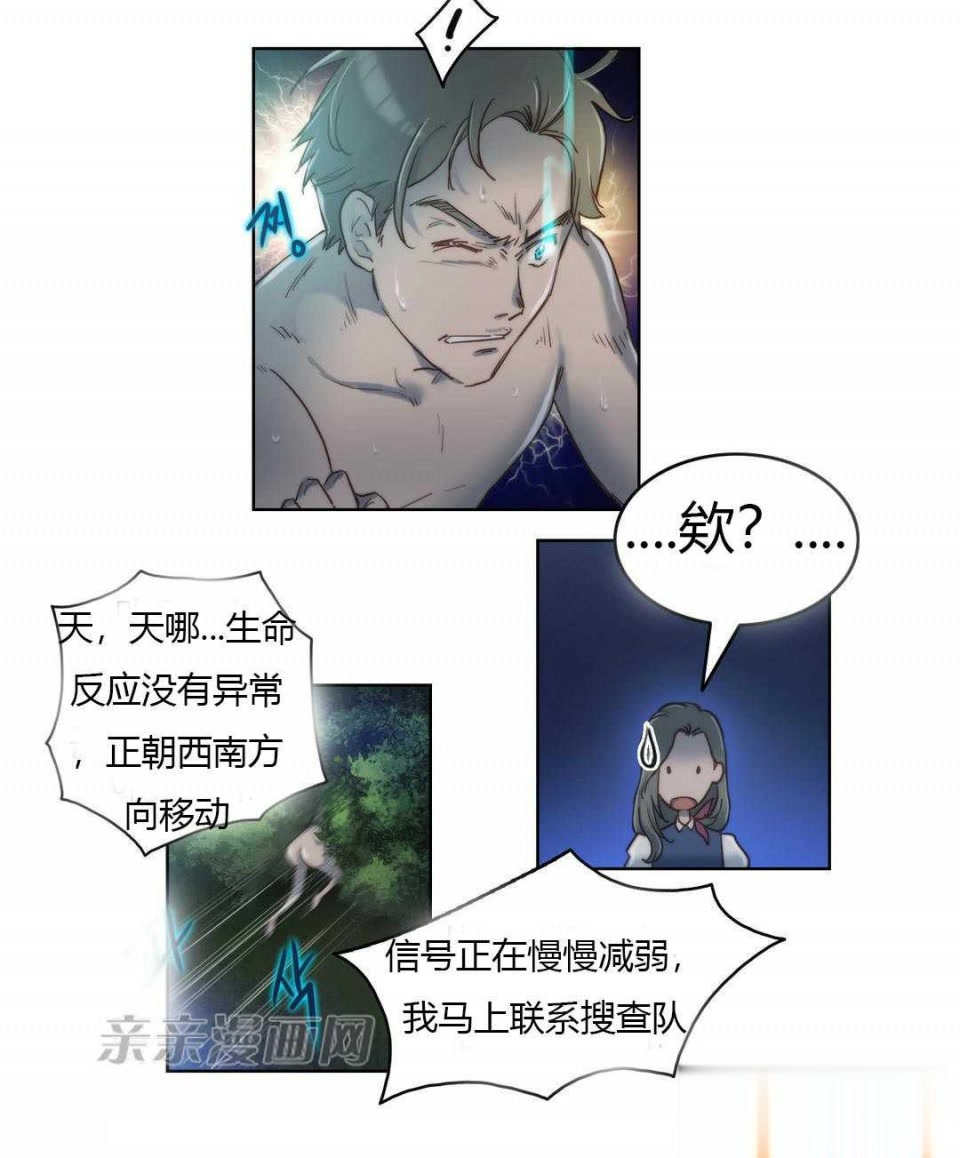 !
찌。
....欸? ....
天，天哪...生命
反应没有异常
，正朝西南方
向移动
信号正在慢慢减弱，
我马上联系搜查队
亲亲漫画网